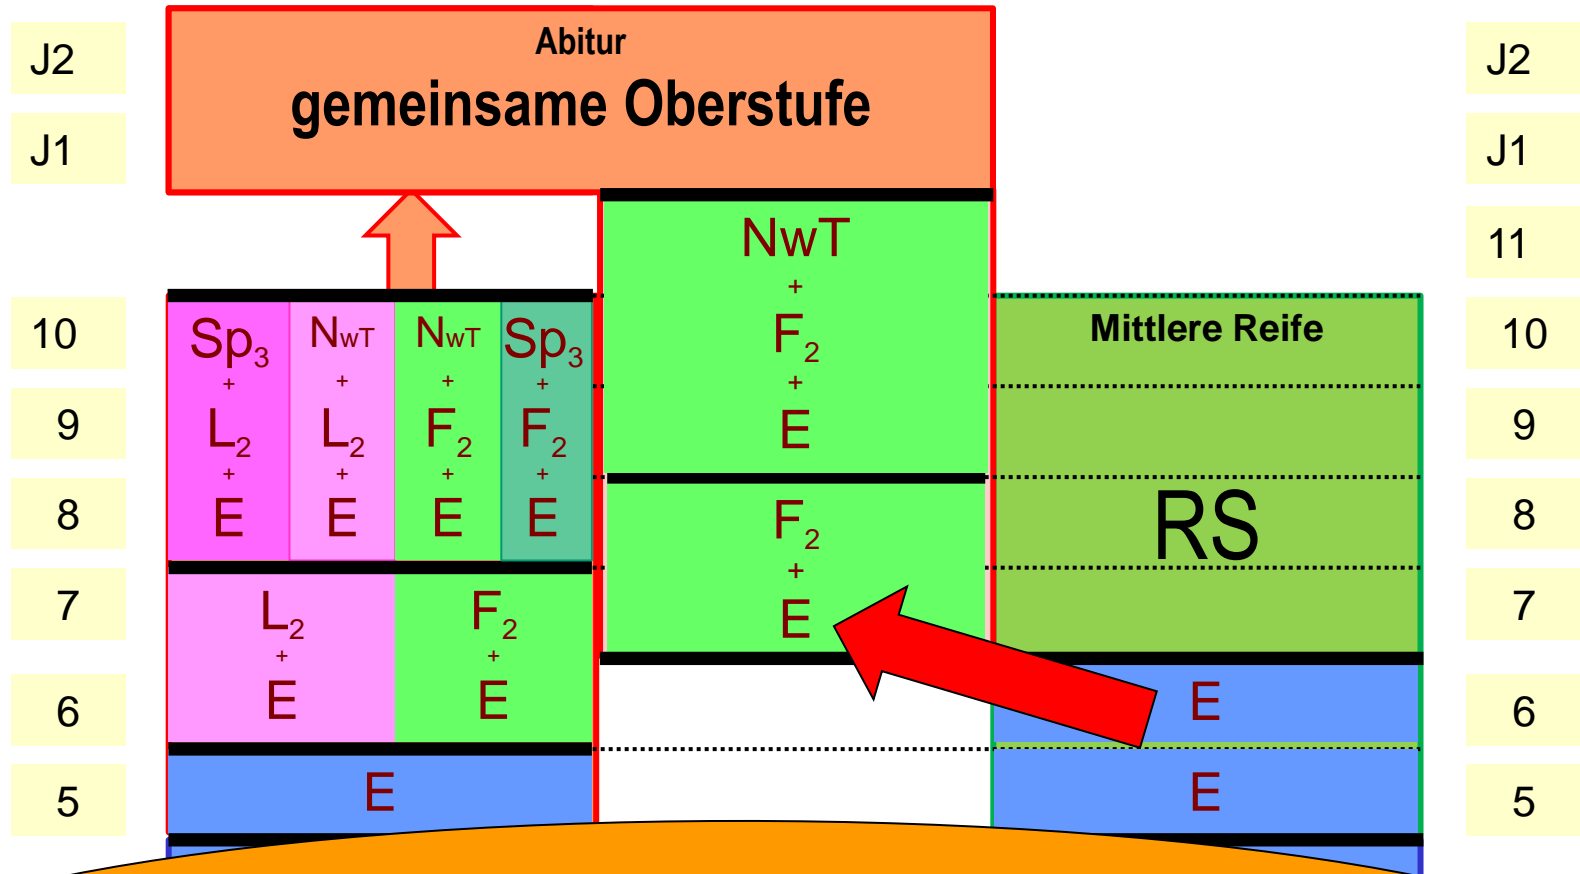 Abitur
gemeinsame Oberstufe
J2
J1
10
9
8
7
6
5
Sp3
+
L2
+
E
NwT
+
L2
+
E
NwT
+
F2
+
E
Sp3
+
F2
+
E
L2
+
E
F2
+
E
E
NwT
+
F2
+
E
F2
+
E
Mittlere Reife
RS
E
E
J2
J1
11
10
9
8
7
6
5